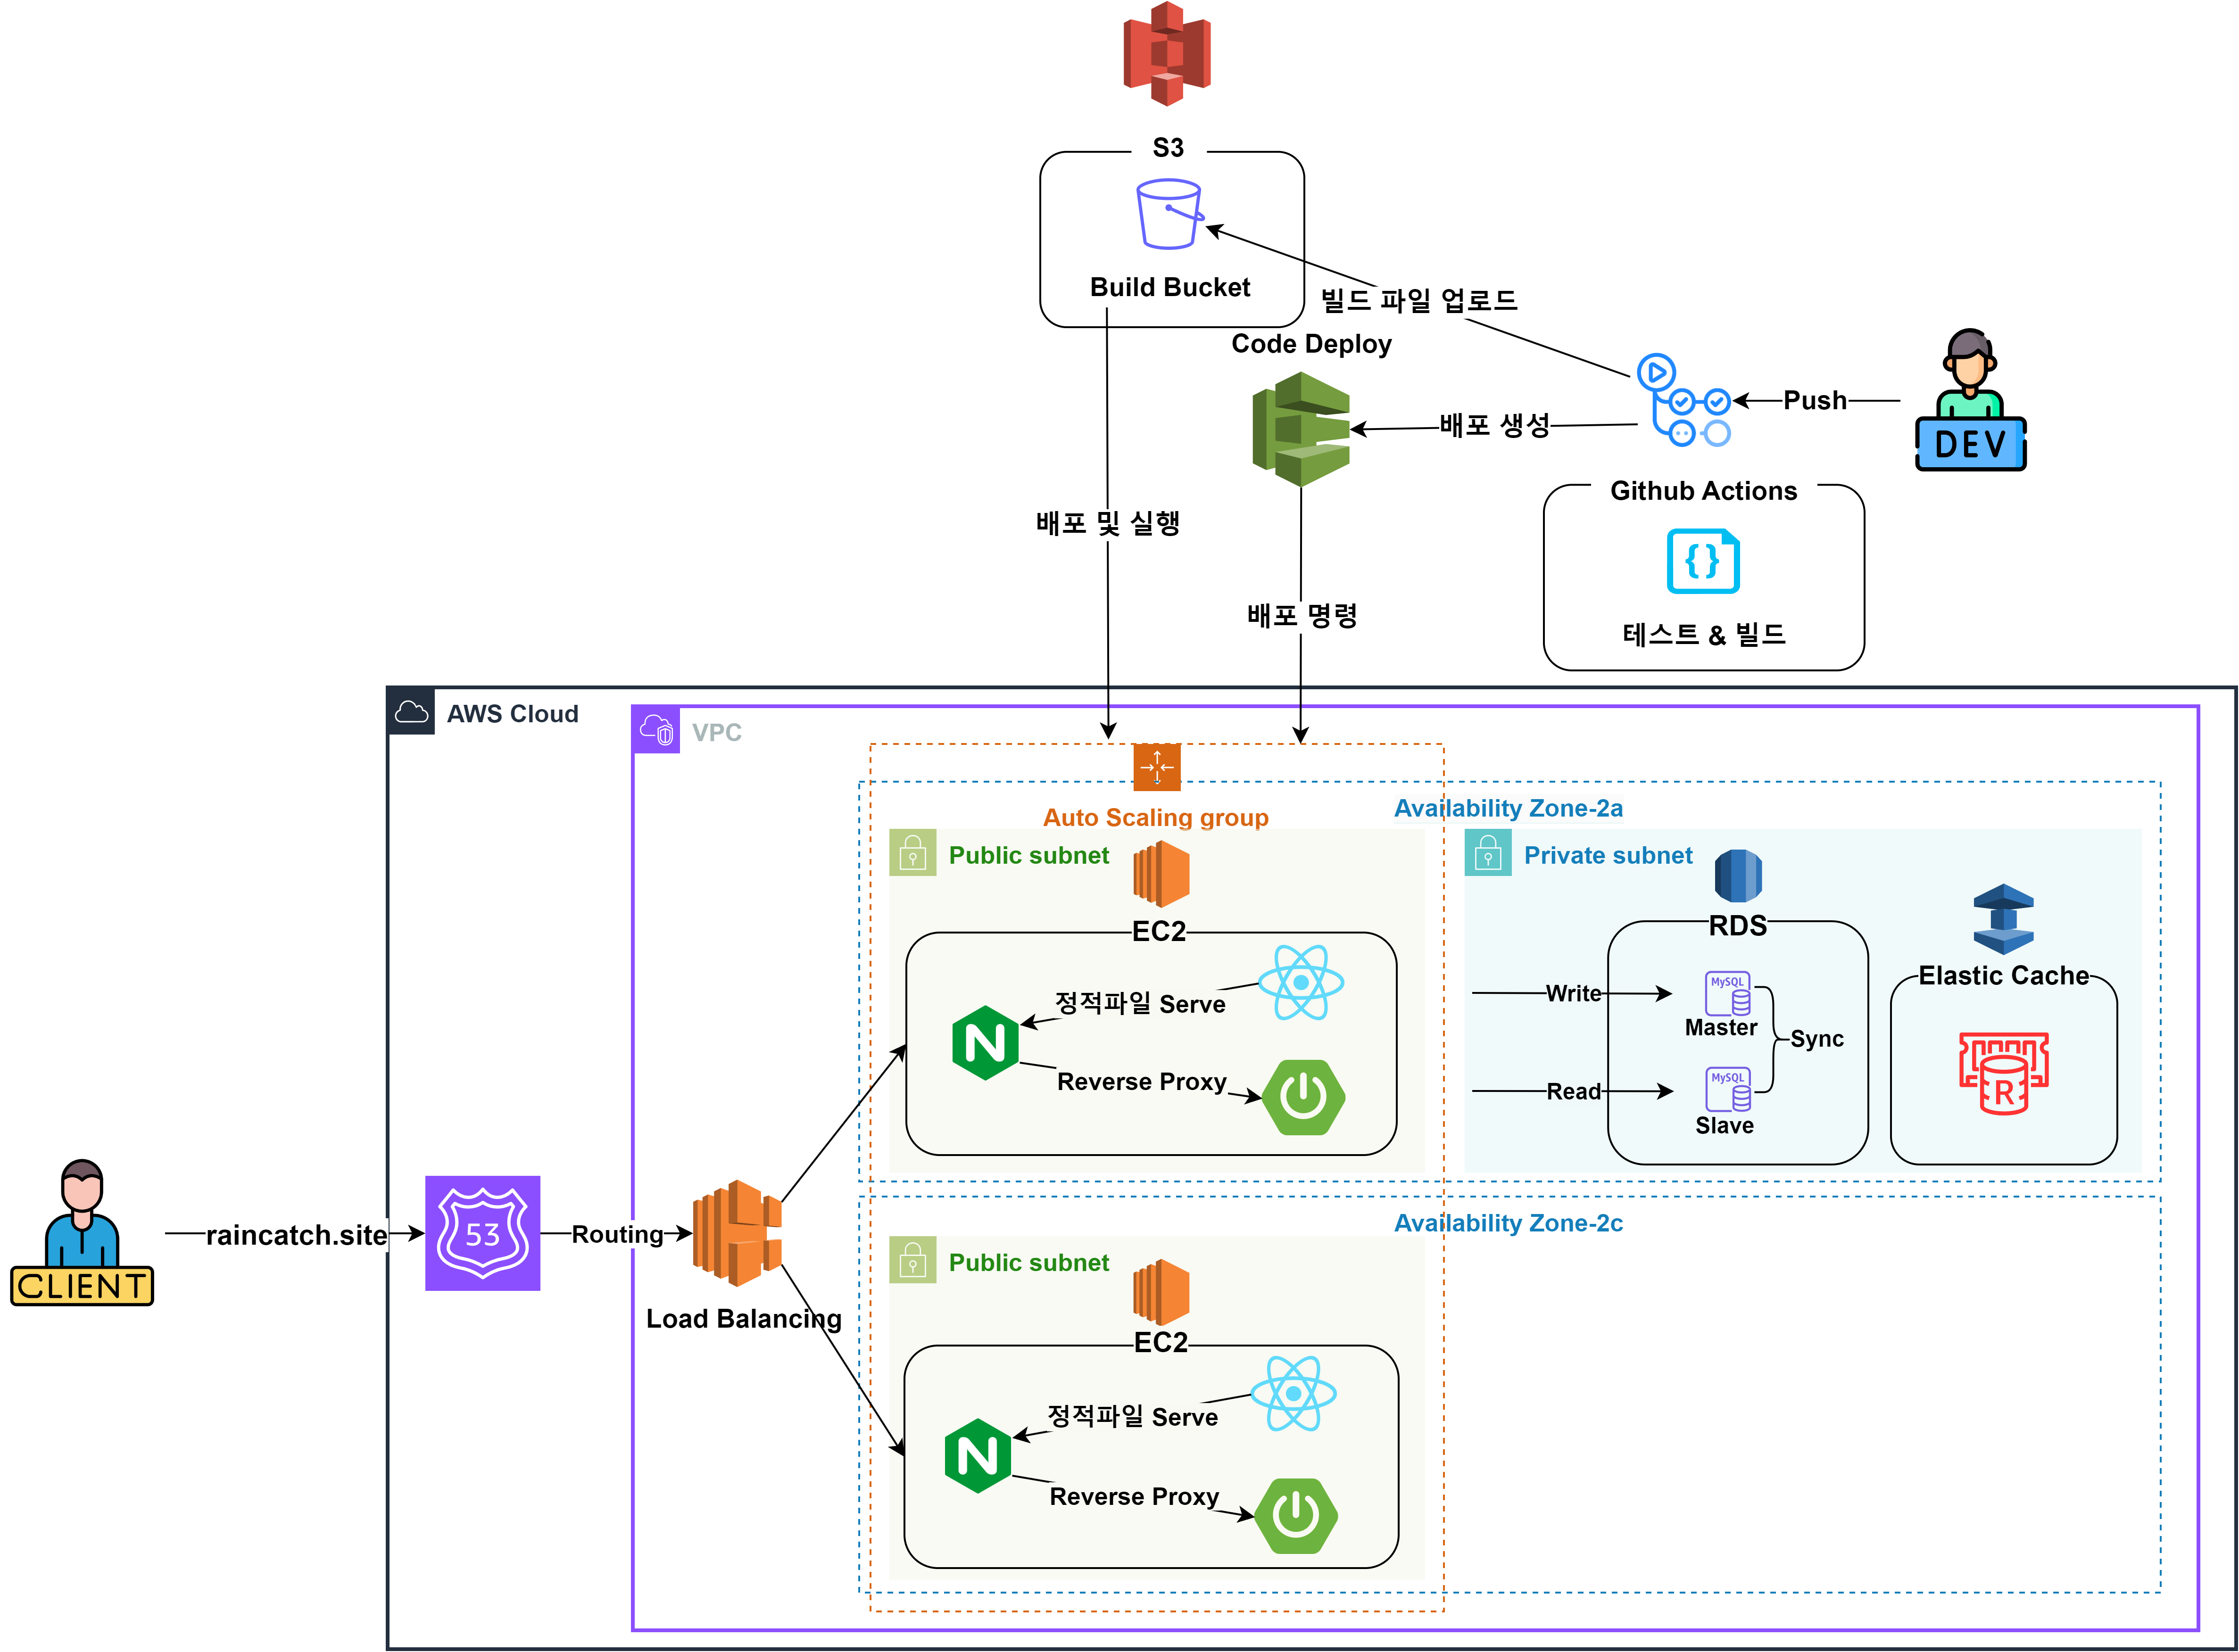 S3
Build Bucket
빌드 파일 업로드
Code Deploy
배포 생성
Push
DEV
Github Actions
{}
테스트 & 빌드
배포 및 실행
배포 명령
AWS Cloud
VPC
Auto Scaling group
Availability Zone-2a
Public subnet
EC2
정적파일 Serve
N
Reverse Proxy
Private subnet
RDS
Write
MySQL
Master
Sync
Read
MySQL
Slave
Elastic Cache
R
CLIENT
raincatch.site
53
Routing
Load Balancing
Availability Zone-2c
Public subnet
EC2
정적파일 Serve
N
Reverse Proxy